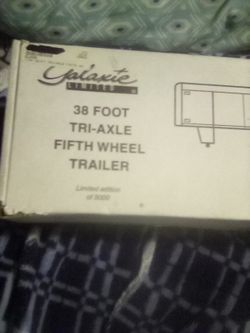 Galaxie
LIMITED ®
38 FOOT
TRI-AXLE
FIFTH WHEEL
TRAILER
Limited edition
of 5000